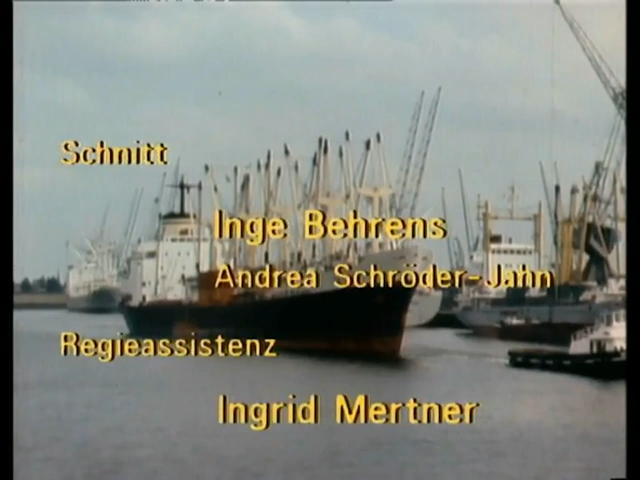 Schnitt
Inge Behrens
Andrea Schröder-Jahn
Regieassistenz
Ingrid Mertner